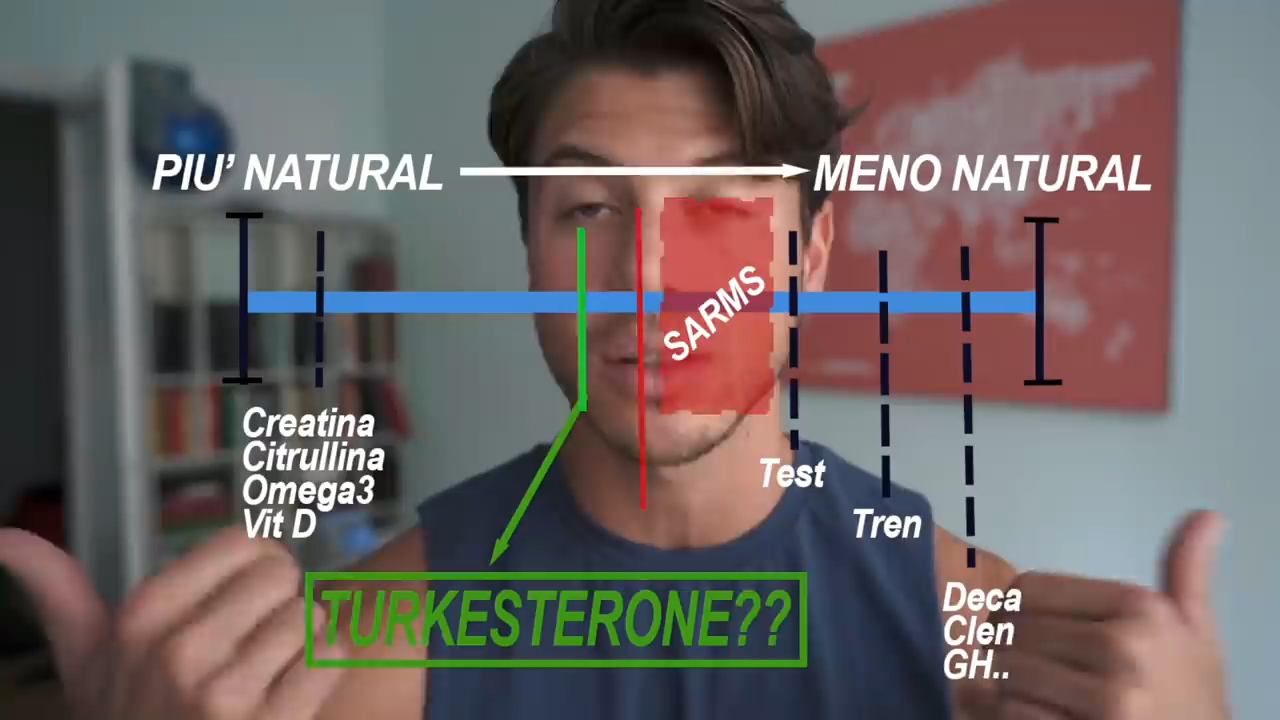 PIU' NATURAL
MENO NATURAL
SARMS
Creatina
Citrullina
Omega3
Vit D
Test
Tren
Deca
Clen
GH..
TURKESTERONE??